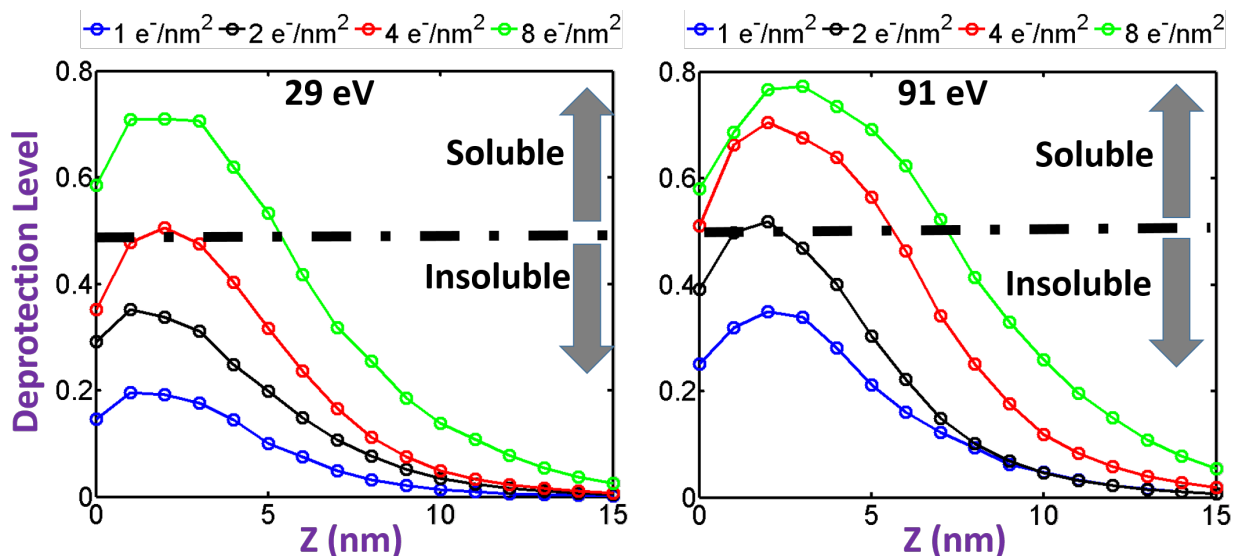 1 e⁻/nm² 2 e⁻/nm² 4 e⁻/nm² 8 e⁻/nm²
29 eV
Soluble
Insoluble
Deprotection Level
0.8
0.6
0.4
0.2
0
0 5 10 15
Z (nm)
1 e⁻/nm² 2 e⁻/nm² 4 e⁻/nm² 8 e⁻/nm²
91 eV
Soluble
Insoluble
0.8
0.6
0.4
0.2
0
0 5 10 15
Z (nm)